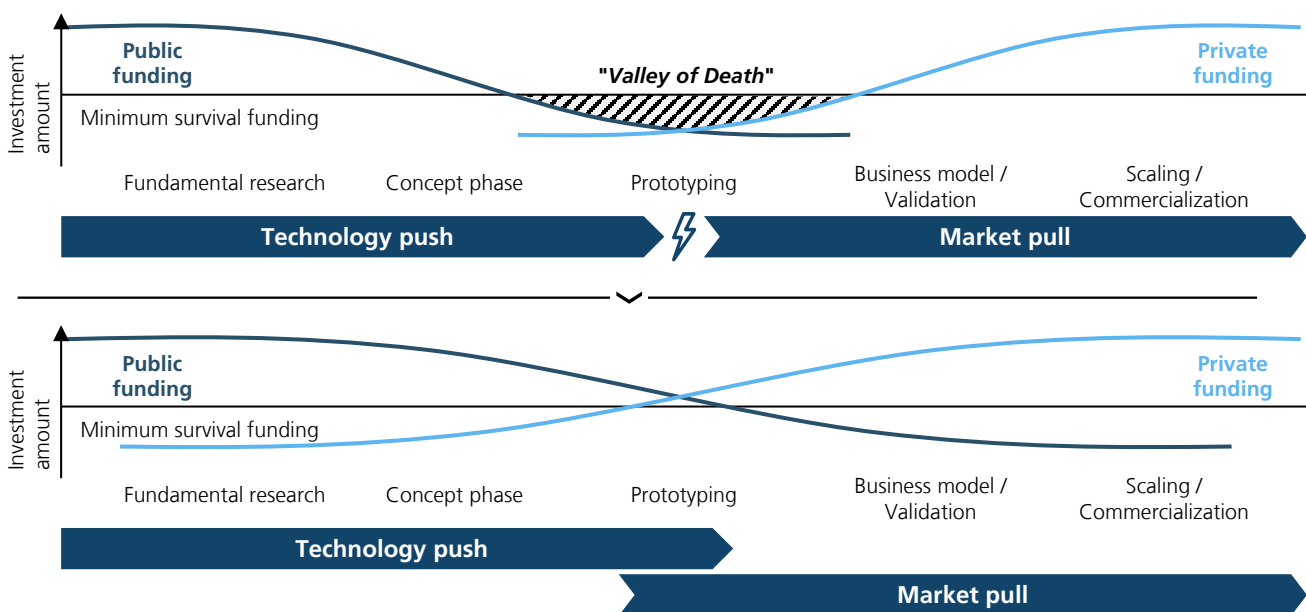 Investment
amount
Public
funding
"Valley of Death"
Private
funding
Minimum survival funding
Fundamental research
Concept phase
Prototyping
Business model /
Validation
Scaling /
Commercialization
Technology push
Market pull
Investment
amount
Public
funding
Private
funding
Minimum survival funding
Fundamental research
Concept phase
Prototyping
Business model /
Validation
Scaling /
Commercialization
Technology push
Market pull